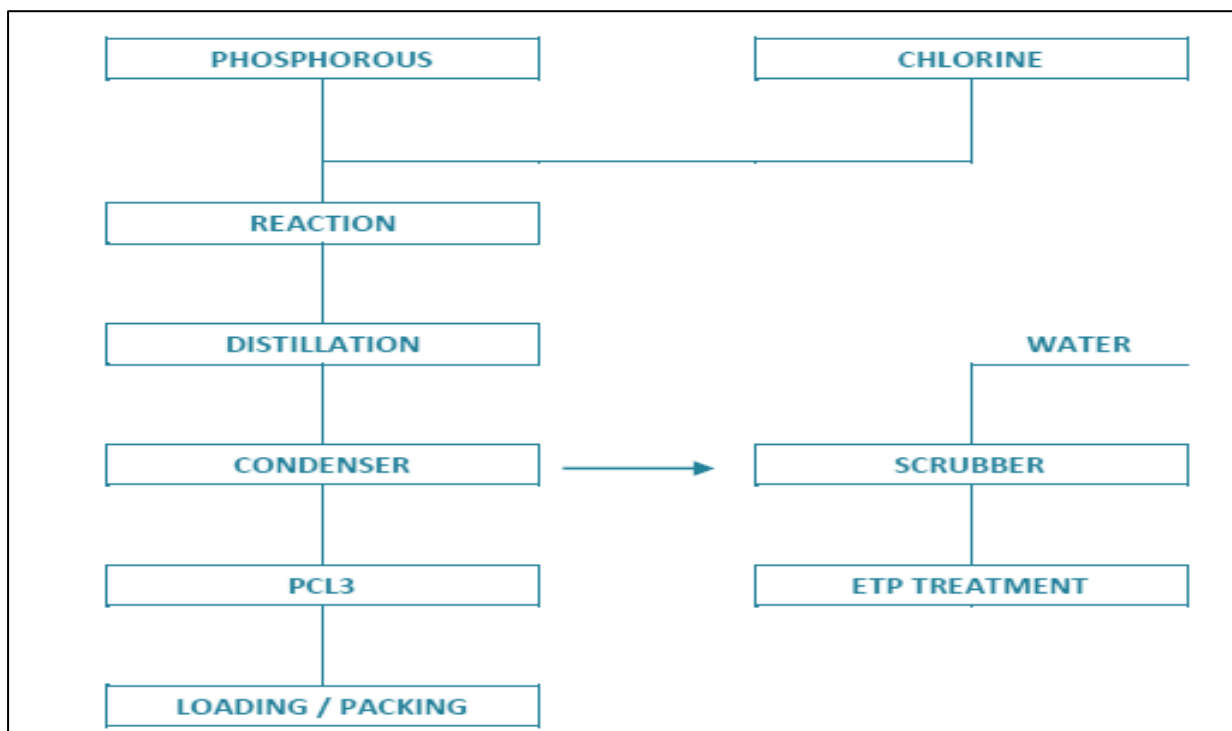 PHOSPHOROUS
CHLORINE
REACTION
DISTILLATION
WATER
CONDENSER
SCRUBBER
PCL3
ETP TREATMENT
LOADING / PACKING